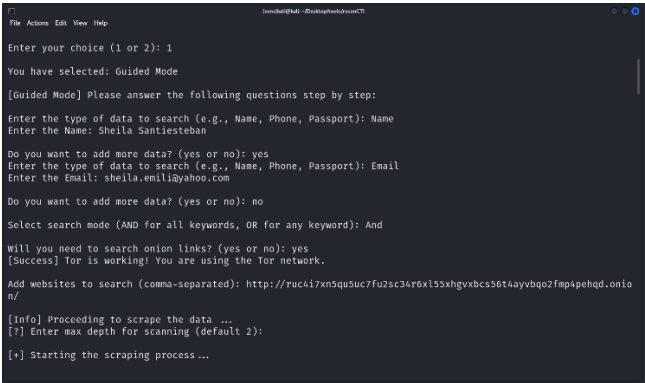 (venv)kali@kali: ~/Desktop/tools/reconCTI
File Actions Edit View Help
Enter your choice (1 or 2): 1
You have selected: Guided Mode
[Guided Mode] Please answer the following questions step by step:
Enter the type of data to search (e.g., Name, Phone, Passport): Name
Enter the Name: Sheila Santiesteban
Do you want to add more data? (yes or no): yes
Enter the type of data to search (e.g., Name, Phone, Passport): Email
Enter the Email: sheila.emili@yahoo.com
Do you want to add more data? (yes or no): no
Select search mode (AND for all keywords, OR for any keyword): And
Will you need to search onion links? (yes or no): yes
[Success] Tor is working! You are using the Tor network.
Add websites to search (comma-separated): http://ruc4i7xn5qu5uc7fu2sc34r6xl55xhgvxbcs56t4ayvbqo2fmp4pehqd.onio
n/
[Info] Proceeding to scrape the data ...
[?] Enter max depth for scanning (default 2):
[+] Starting the scraping process ...